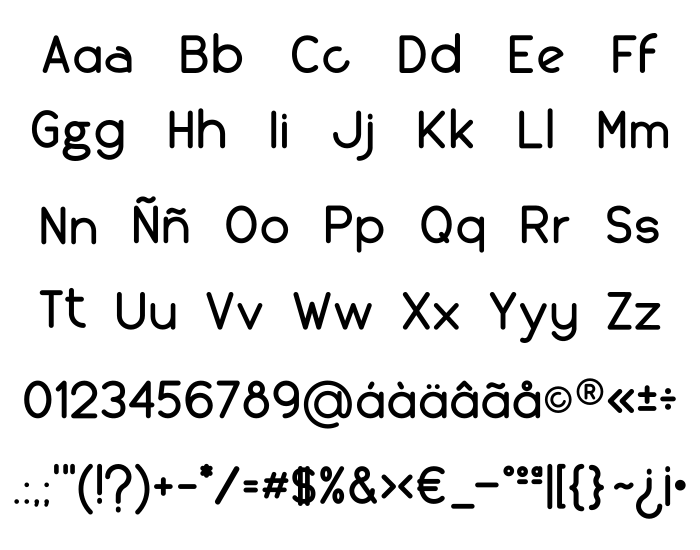 Aaa Bb Cc Dd Ee Ff
Ggg Hh Ii Jj Kk Ll Mm
Nn Ññ Oo Pp Qq Rr Ss
Tt Uu Vv Ww Xx Yyy Zz
0123456789@áàäâãå©®«±÷
.:,;'"(!?)+-*/=#$%&><€_–°ºª|[{}~¿¡•